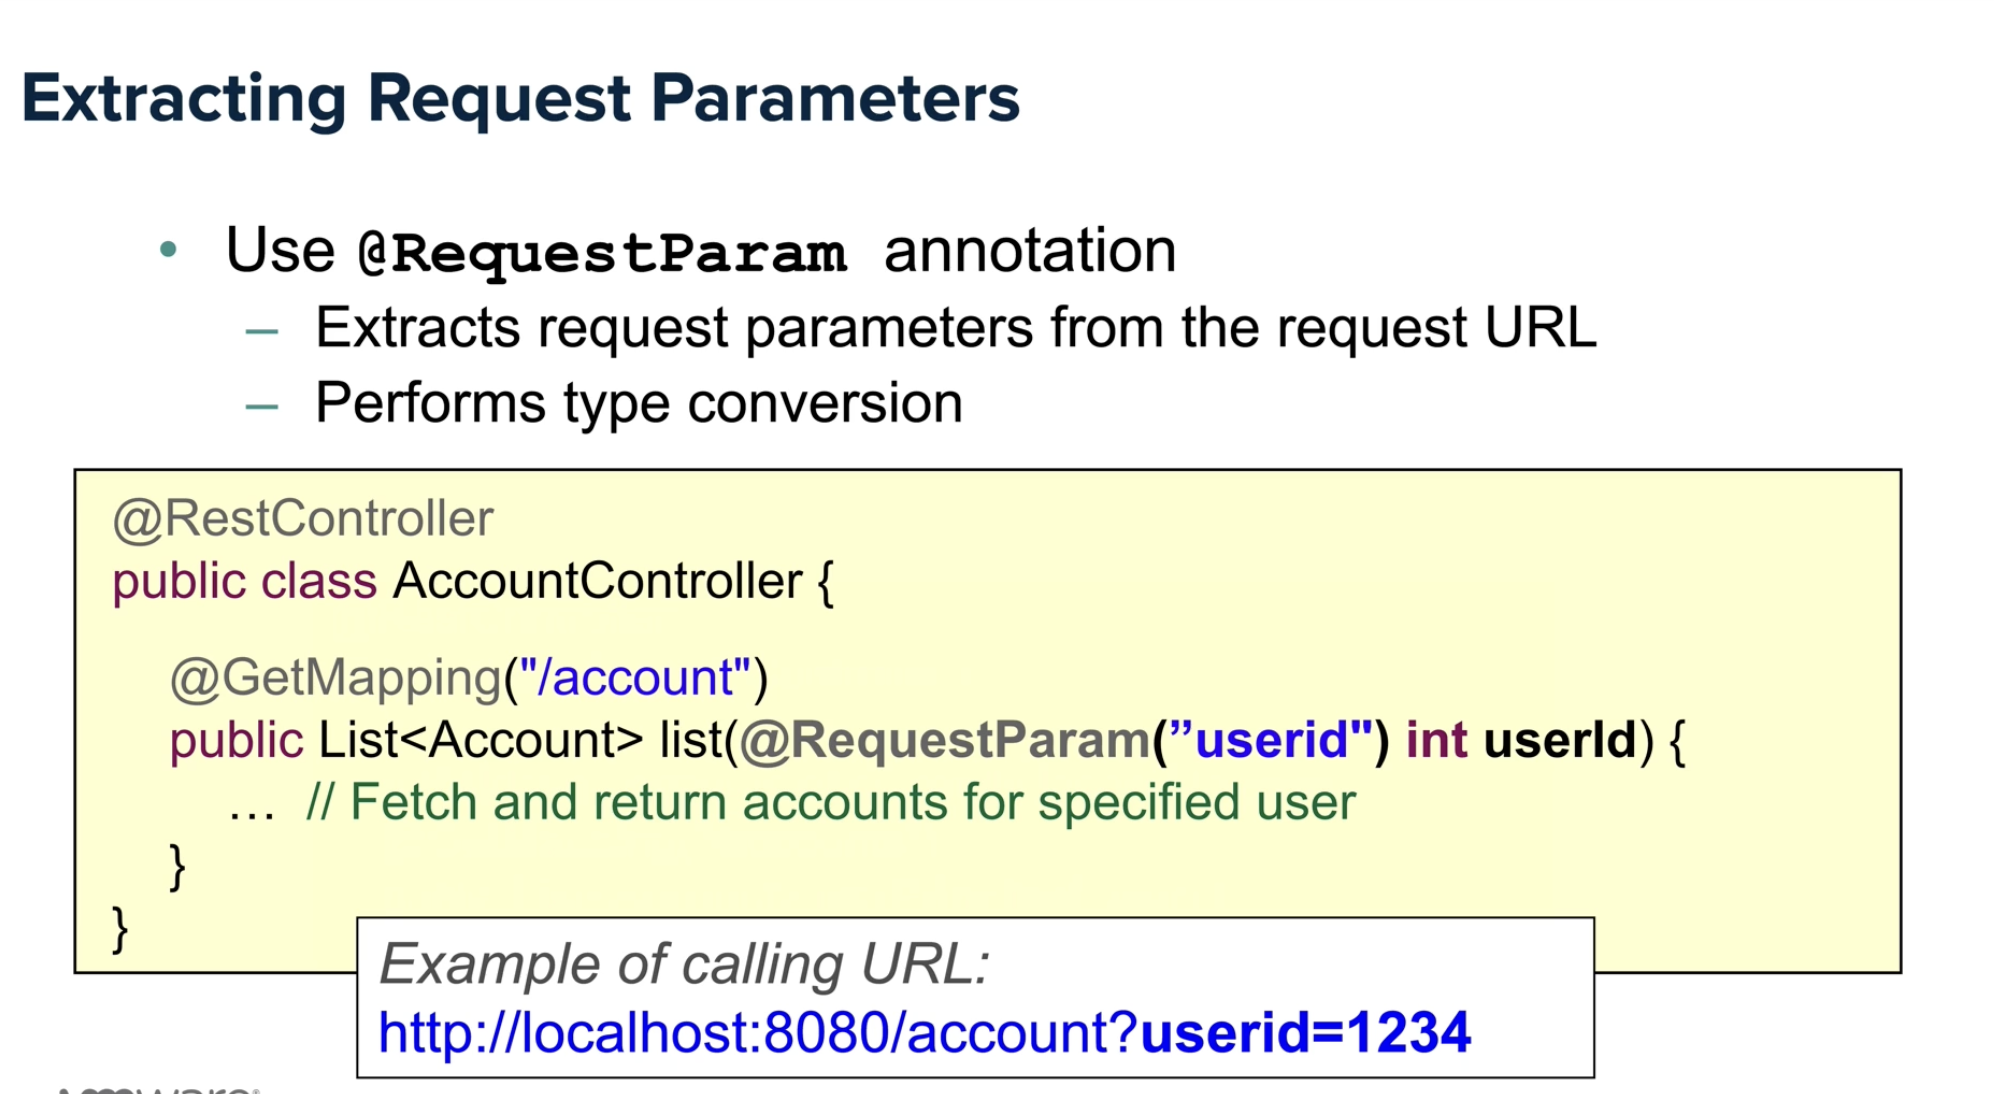 Extracting Request Parameters
• Use @RequestParam annotation
– Extracts request parameters from the request URL
– Performs type conversion
@RestController
public class AccountController {
@GetMapping("/account")
public List<Account> list(@RequestParam(”userid") int userId) {
… // Fetch and return accounts for specified user
}
}
Example of calling URL:
http://localhost:8080/account?userid=1234